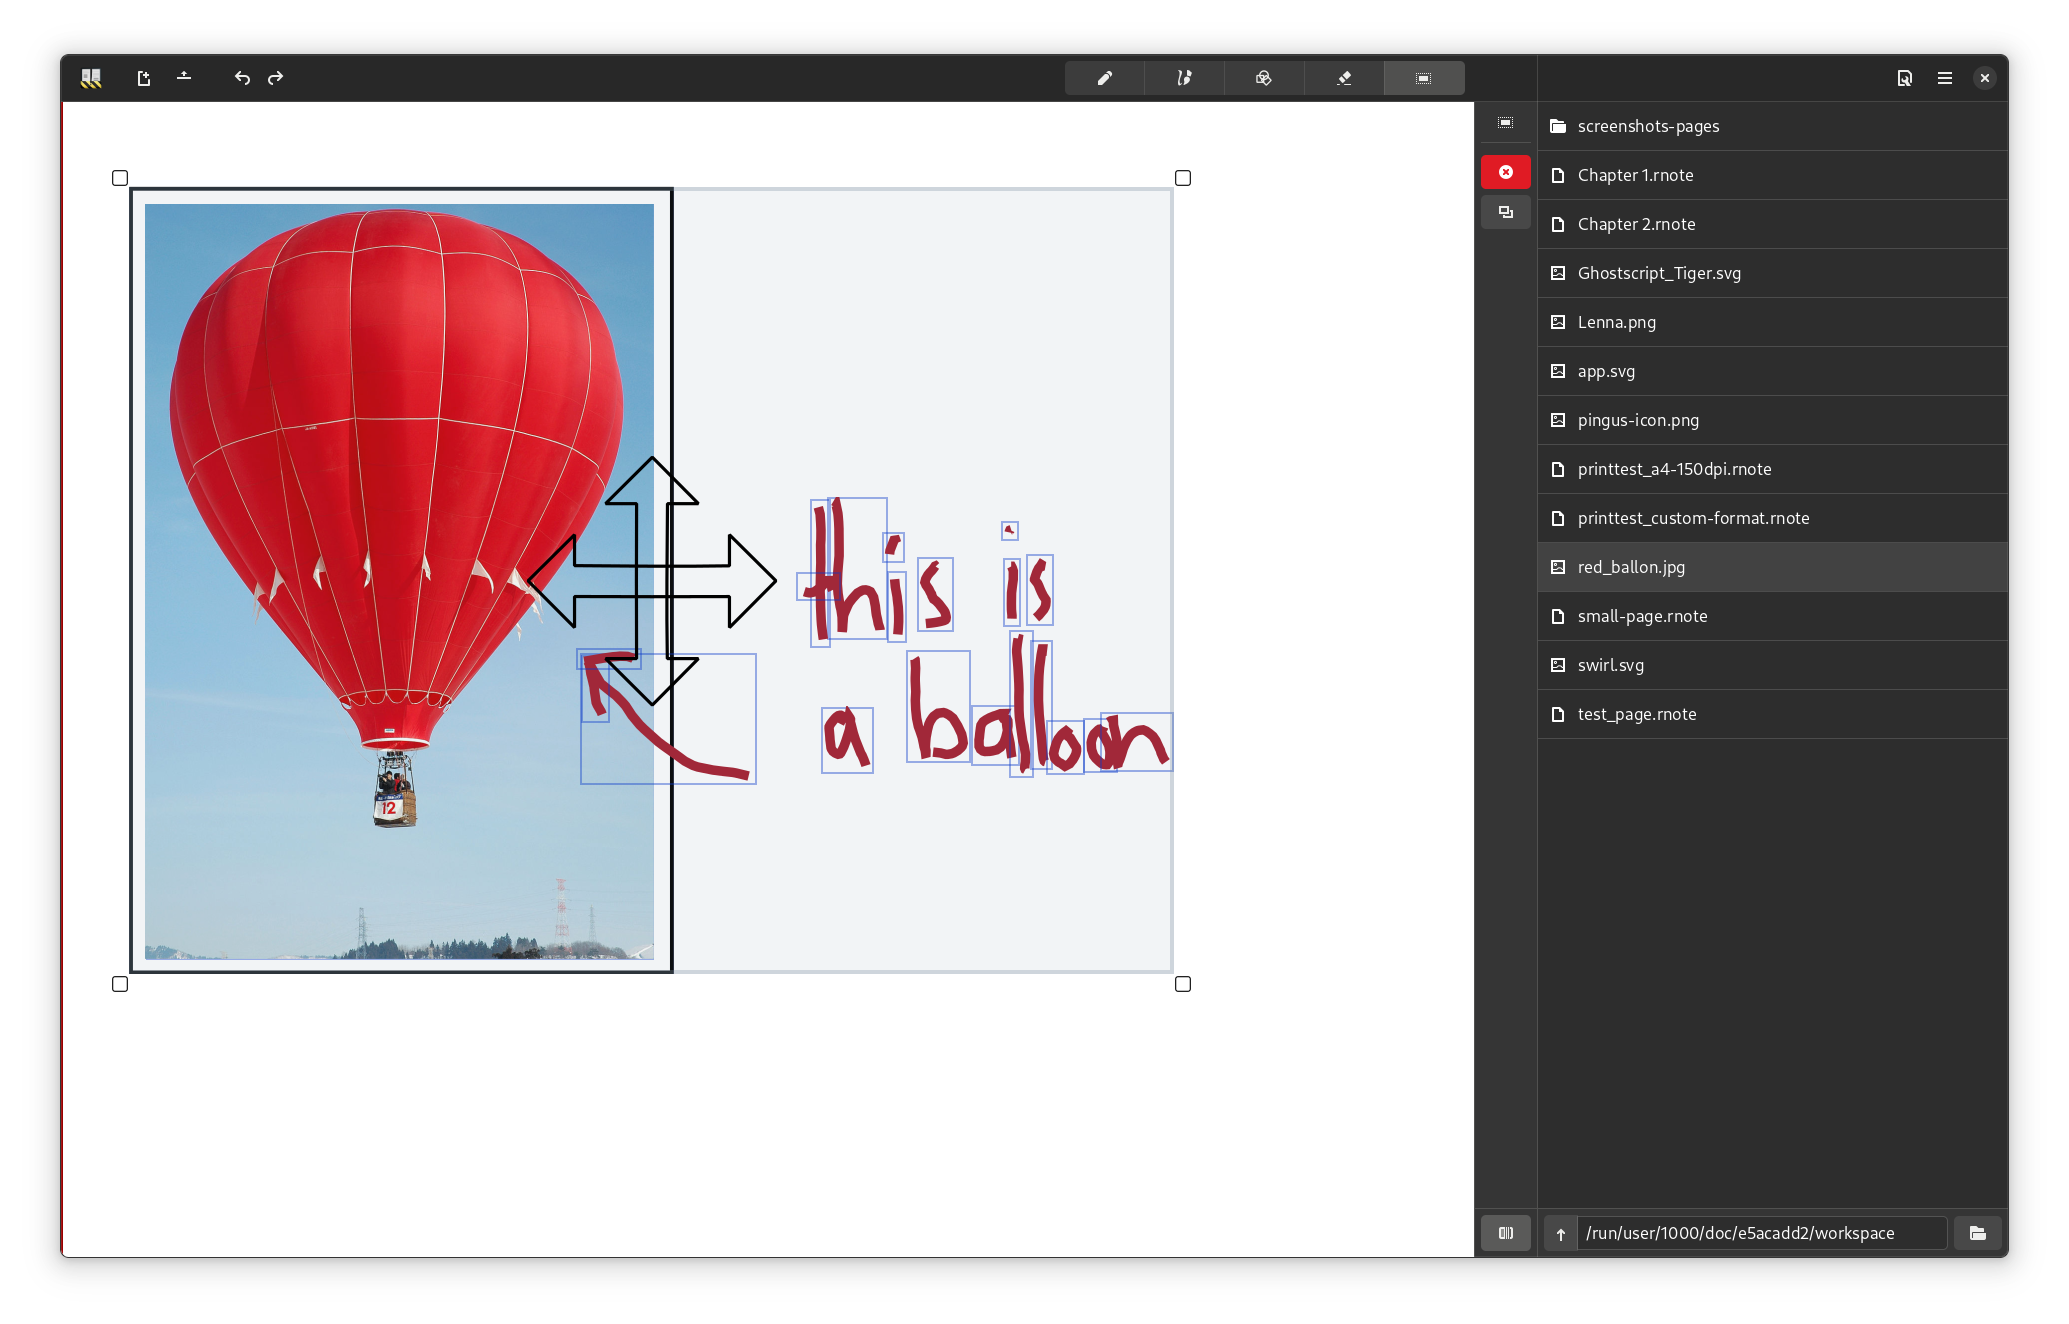 screenshots-pages
Chapter 1.rnote
Chapter 2.rnote
Ghostscript_Tiger.svg
Lenna.png
app.svg
pingus-icon.png
printtest_a4-150dpi.rnote
printtest_custom-format.rnote
red_ballon.jpg
small-page.rnote
swirl.svg
test_page.rnote
/run/user/1000/doc/e5acadd2/workspace
this is
a balloon
12